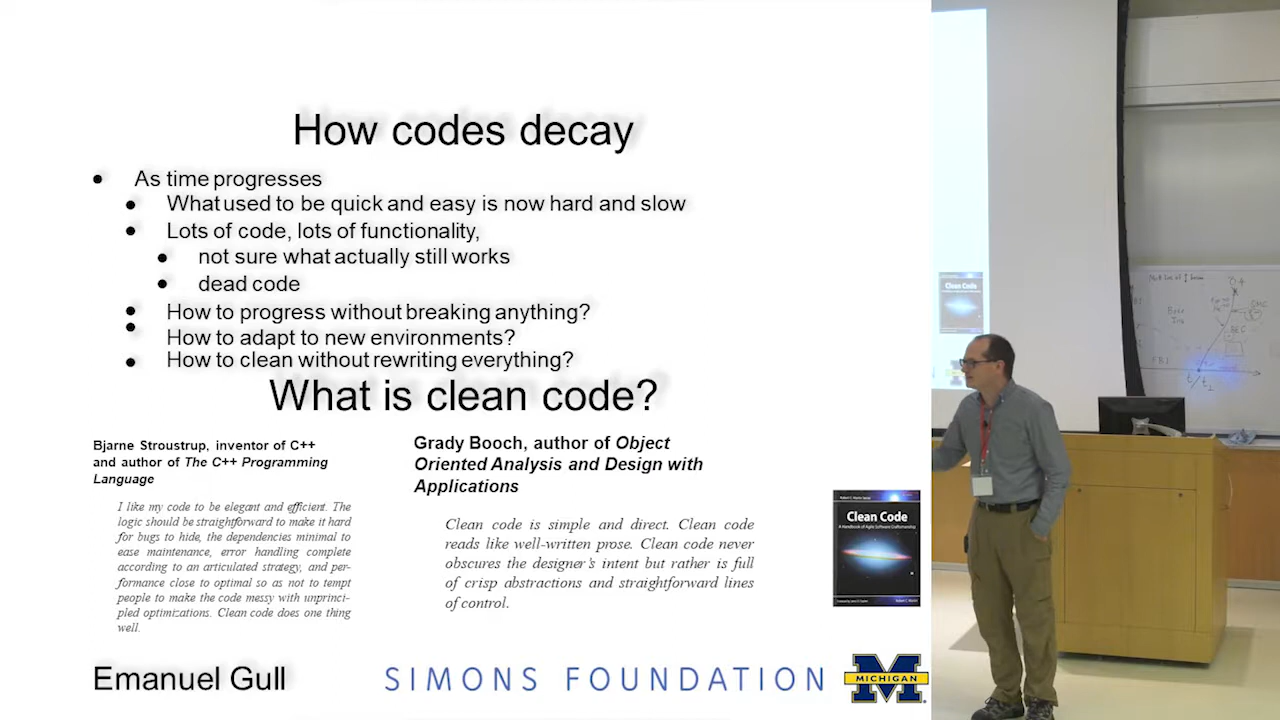 How codes decay
As time progresses
What used to be quick and easy is now hard and slow
Lots of code, lots of functionality,
not sure what actually still works
dead code
How to progress without breaking anything?
How to adapt to new environments?
How to clean without rewriting everything?
What is clean code?
Bjarne Stroustrup, inventor of C++
and author of The C++ Programming
Language
I like my code to be elegant and efficient. The
logic should be straightforward to make it hard
for bugs to hide, the dependencies minimal to
ease maintenance, error handling complete
according to an articulated strategy, and per-
formance close to optimal so as not to tempt
people to make the code messy with unprinci-
pled optimizations. Clean code does one thing
well.
Grady Booch, author of Object
Oriented Analysis and Design with
Applications
Clean code is simple and direct. Clean code
reads like well-written prose. Clean code never
obscures the designer's intent but rather is full
of crisp abstractions and straightforward lines
of control.
Clean Code
A Handbook of Agile Software Craftsmanship
Emanuel Gull
SIMONS FOUNDATION
M
MICHIGAN
Clean Code
BEC
FBI